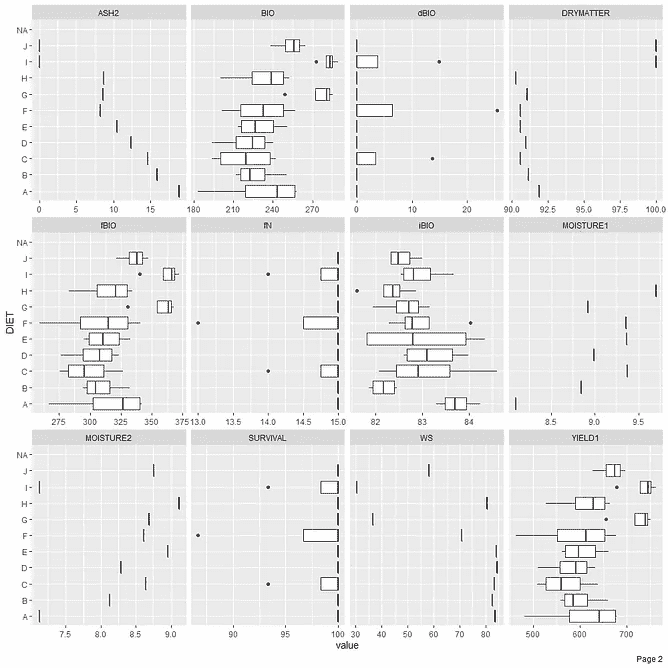 ASH2 BIO dBIO DRYMATTER
NA
J
I
H
G
F
E
D
C
B
A
0 5 10 15 180 210 240 270 0 10 20 90.0 92.5 95.0 97.5 100.0
fBIO fN iBIO MOISTURE1
NA
J
I
H
G
F
E
D
C
B
A
275 300 325 350 375 13.0 13.5 14.0 14.5 15.0 82 83 84 8.5 9.0 9.5
MOISTURE2 SURVIVAL WS YIELD1
NA
J
I
H
G
F
E
D
C
B
A
7.5 8.0 8.5 9.0 90 95 100 30 40 50 60 70 80 500 600 700
DIET
value
Page 2